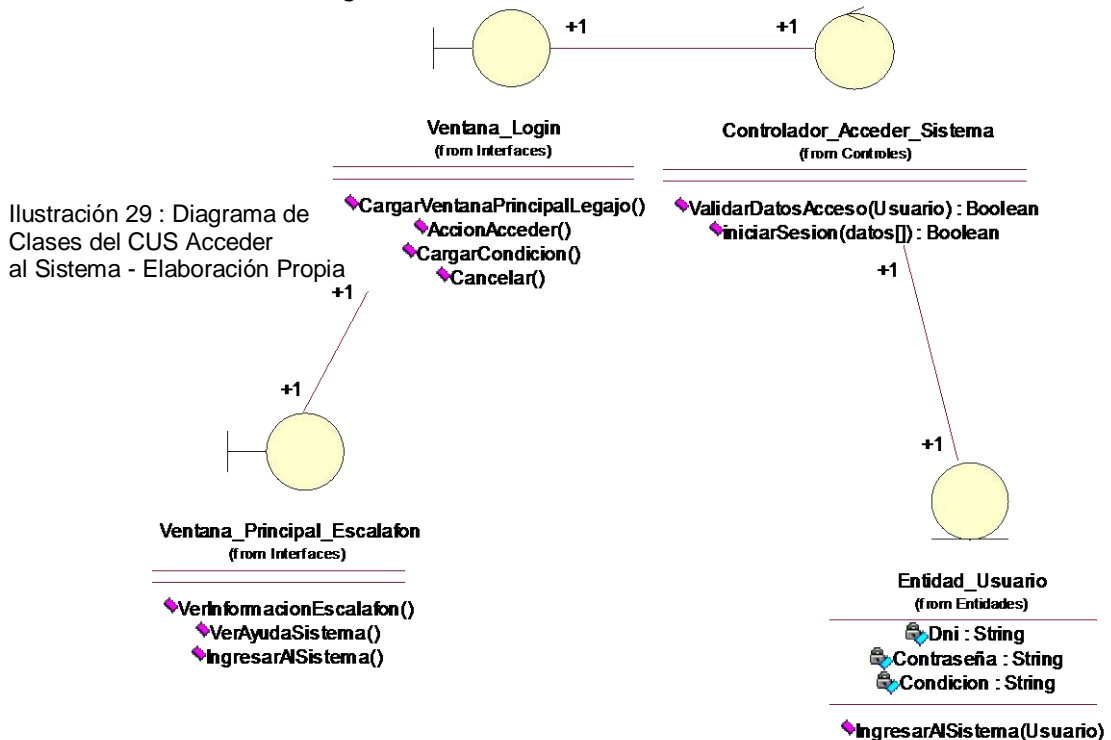 +1
+1
Ventana_Login
(from Interfaces)
CargarVentanaPrincipalLegajo()
AccionAcceder()
CargarCondicion()
Cancelar()
Controlador_Acceder_Sistema
(from Controles)
ValidarDatosAcceso(Usuario) : Boolean
iniciarSesion(datos[]) : Boolean
Ilustración 29 : Diagrama de
Clases del CUS Acceder
al Sistema - Elaboración Propia
+1
+1
+1
+1
Ventana_Principal_Escalafon
(from Interfaces)
VerInformacionEscalafon()
VerAyudaSistema()
IngresarAlSistema()
Entidad_Usuario
(from Entidades)
Dni : String
Contraseña : String
Condicion : String
IngresarAlSistema(Usuario)